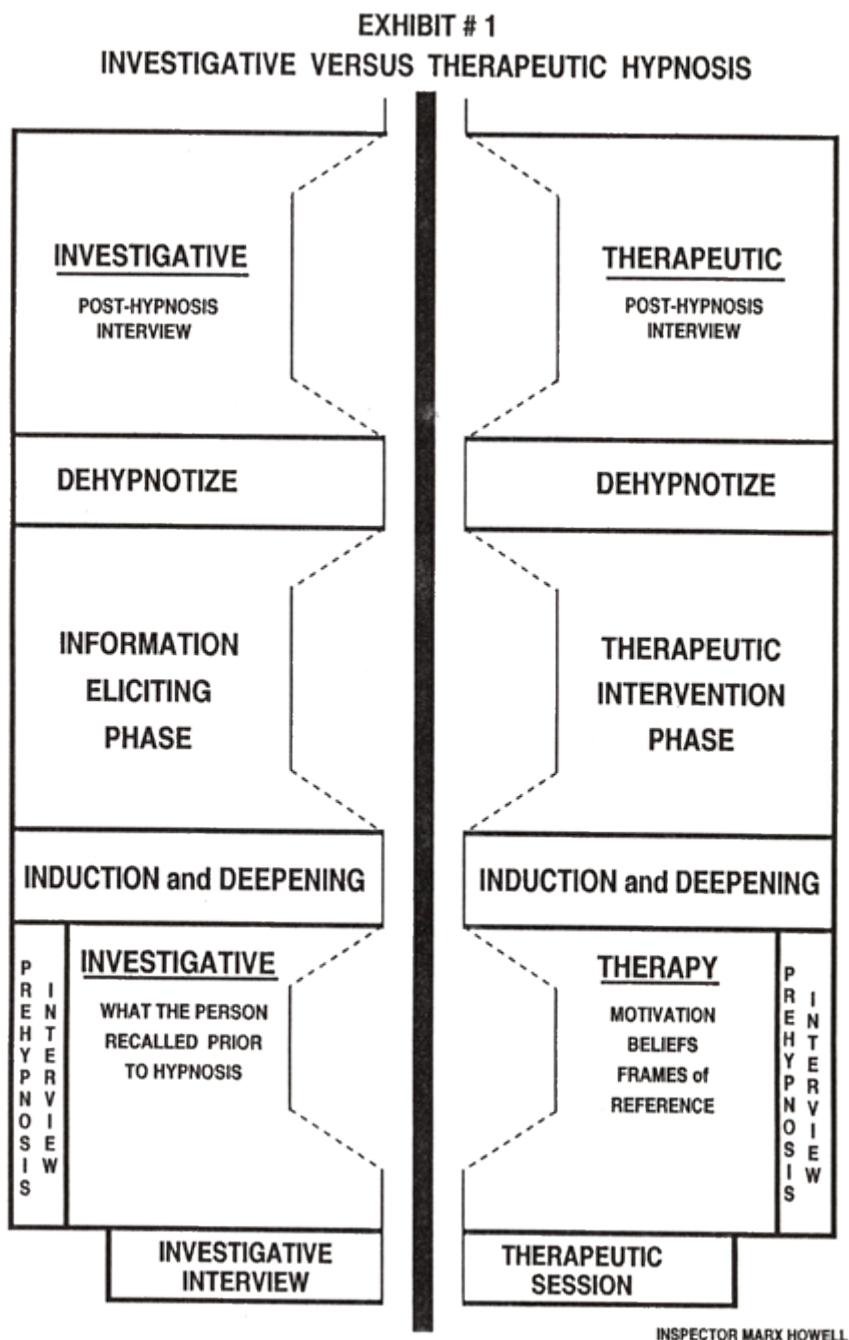 EXHIBIT # 1
INVESTIGATIVE VERSUS THERAPEUTIC HYPNOSIS
INVESTIGATIVE
POST-HYPNOSIS
INTERVIEW
DEHYPNOTIZE
INFORMATION
ELICITING
PHASE
INDUCTION and DEEPENING
PREHYPNOSIS
INTERVIEW
INVESTIGATIVE
WHAT THE PERSON
RECALLED PRIOR
TO HYPNOSIS
INVESTIGATIVE
INTERVIEW
THERAPEUTIC
POST-HYPNOSIS
INTERVIEW
DEHYPNOTIZE
THERAPEUTIC
INTERVENTION
PHASE
INDUCTION and DEEPENING
THERAPY
MOTIVATION
BELIEFS
FRAMES of
REFERENCE
PREHYPNOSIS
INTERVIEW
THERAPEUTIC
SESSION
INSPECTOR MARX HOWELL